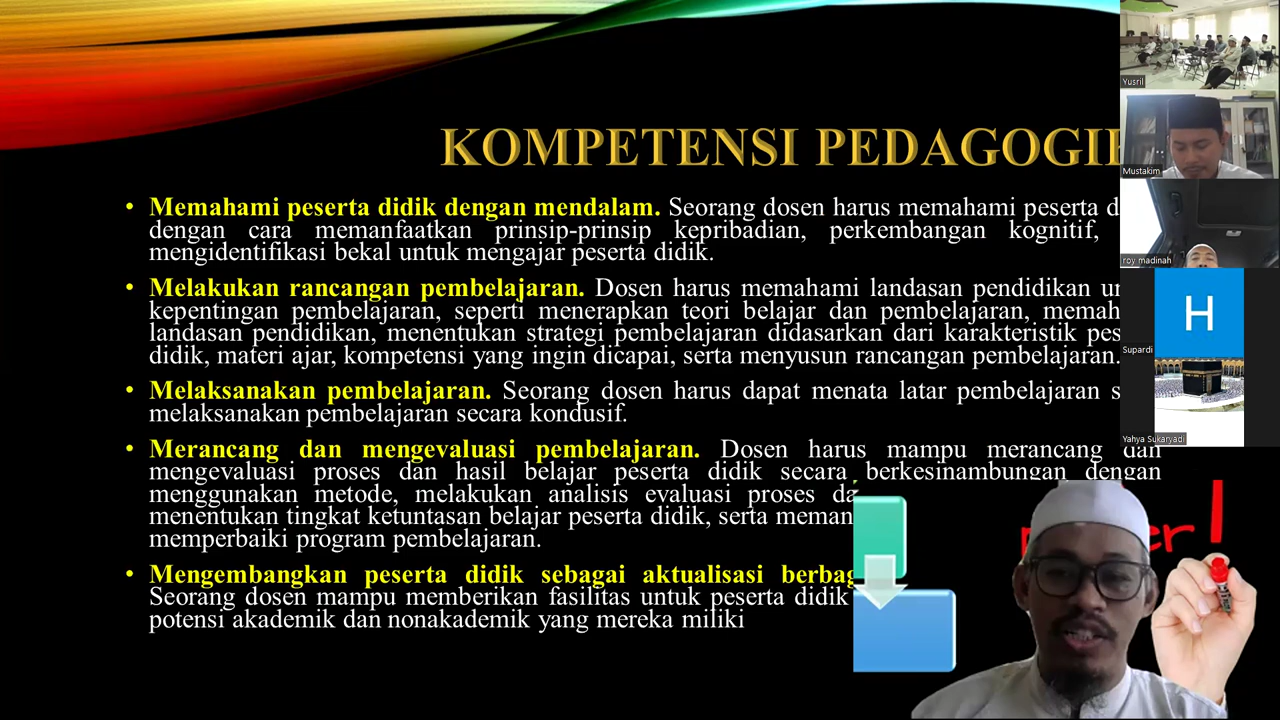 KOMPETENSI PEDAGOGI
• Memahami peserta didik dengan mendalam. Seorang dosen harus memahami peserta
dengan cara memanfaatkan prinsip-prinsip kepribadian, perkembangan kognitif,
mengidentifikasi bekal untuk mengajar peserta didik.
• Melakukan rancangan pembelajaran. Dosen harus memahami landasan pendidikan
kepentingan pembelajaran, seperti menerapkan teori belajar dan pembelajaran,
landasan pendidikan, menentukan strategi pembelajaran didasarkan dari karakteristik
didik, materi ajar, kompetensi yang ingin dicapai, serta menyusun rancangan pembelajaran.
• Melaksanakan pembelajaran. Seorang dosen harus dapat menata latar pembelajaran
melaksanakan pembelajaran secara kondusif.
• Merancang dan mengevaluasi pembelajaran. Dosen harus mampu merancang dan
mengevaluasi proses dan hasil belajar peserta didik secara berkesinambungan dengan
menggunakan metode, melakukan analisis evaluasi proses
menentukan tingkat ketuntasan belajar peserta didik, serta
memperbaiki program pembelajaran.
• Mengembangkan peserta didik sebagai aktualisasi
Seorang dosen mampu memberikan fasilitas untuk peserta didik
potensi akademik dan nonakademik yang mereka miliki
Yusril
Mustakim
roy madinah
H
Supardi
Yahya Sukaryadi